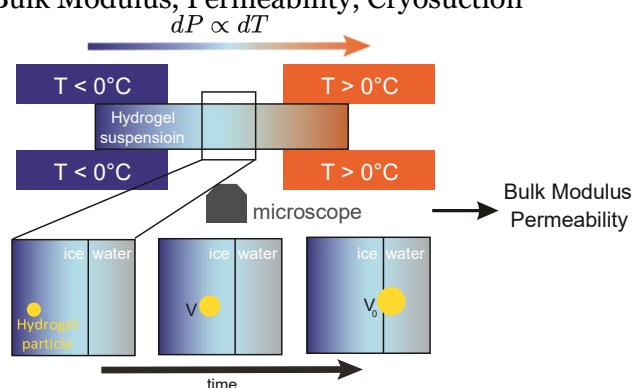 Bulk Modulus, Permeability, Cryosuction
dP ∝ dT
T < 0°C
T > 0°C
Hydrogel
suspensioin
T < 0°C
T > 0°C
microscope
Bulk Modulus
Permeability
ice water
Hydrogel
particle
ice water
V
ice water
V₀
time